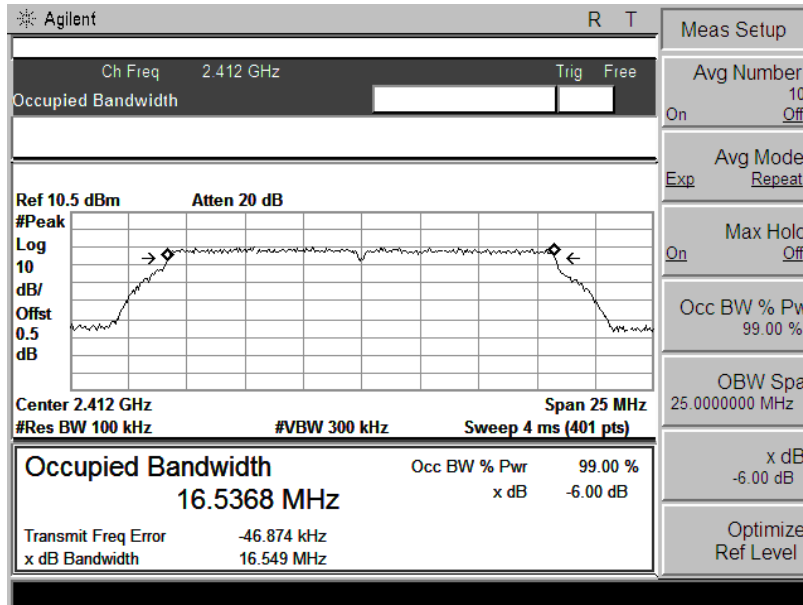 Agilent R T
Ch Freq 2.412 GHz Trig Free
Occupied Bandwidth
Ref 10.5 dBm Atten 20 dB
#Peak
Log
10
dB/
Offst
0.5
dB
Center 2.412 GHz Span 25 MHz
#Res BW 100 kHz #VBW 300 kHz Sweep 4 ms (401 pts)
Occupied Bandwidth
16.5368 MHz
Occ BW % Pwr 99.00 %
x dB -6.00 dB
Transmit Freq Error -46.874 kHz
x dB Bandwidth 16.549 MHz
Meas Setup
Avg Number
10
On Off
Avg Mode
Exp Repeat
Max Hold
On Off
Occ BW % Pw
99.00 %
OBW Spa
25.0000000 MHz
x dB
-6.00 dB
Optimize
Ref Level